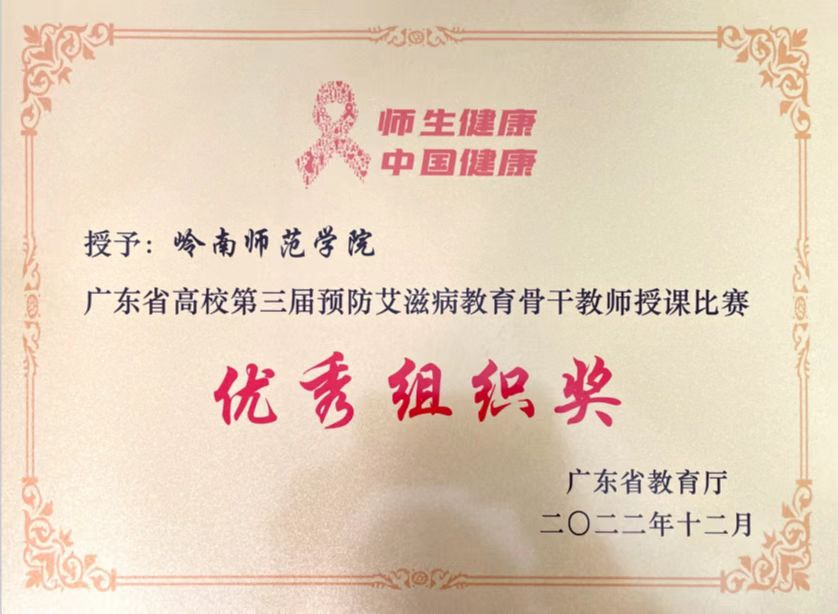 师生健康
中国健康
授予：岭南师范学院
广东省高校第三届预防艾滋病教育骨干教师授课比赛
优秀组织奖
广东省教育厅
二〇二二年十二月